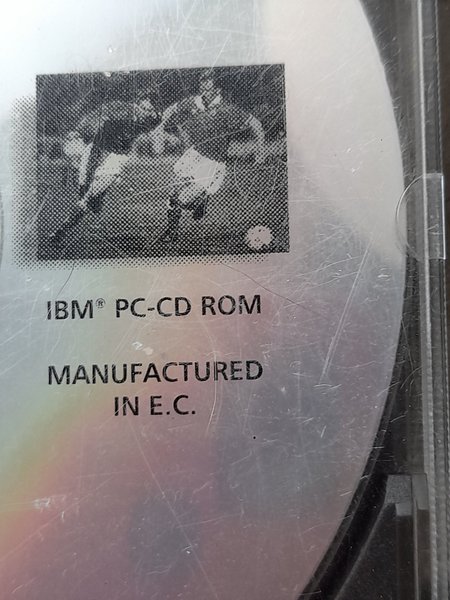 IBM® PC-CD ROM
MANUFACTURED
IN E.C.